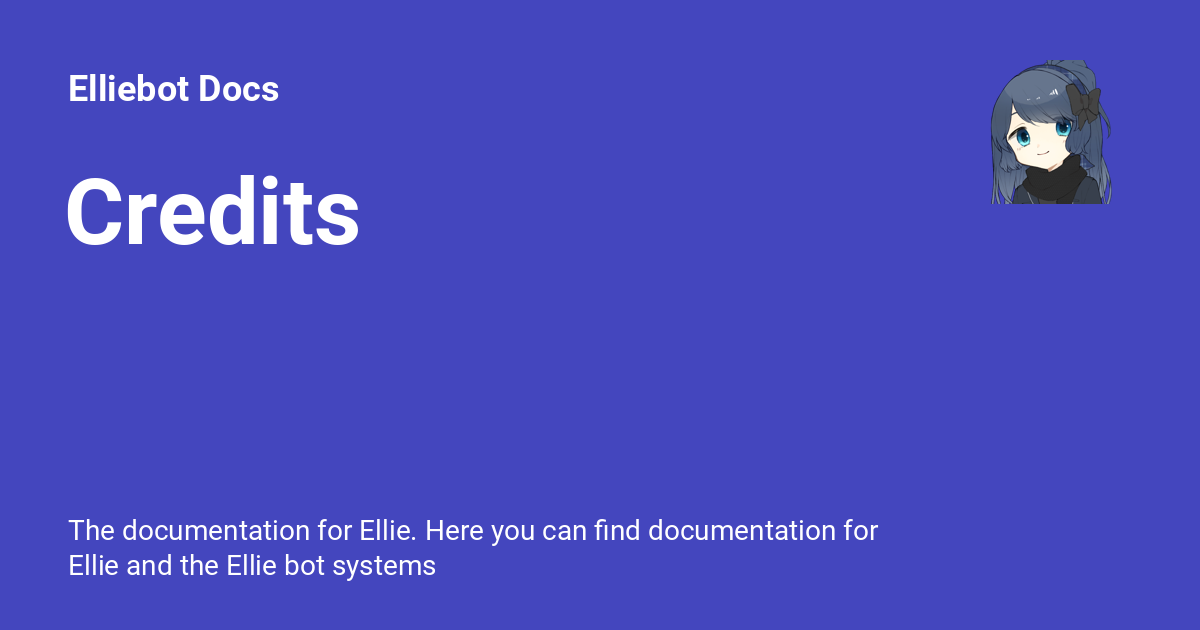 Elliebot Docs
Credits
The documentation for Ellie. Here you can find documentation for
Ellie and the Ellie bot systems